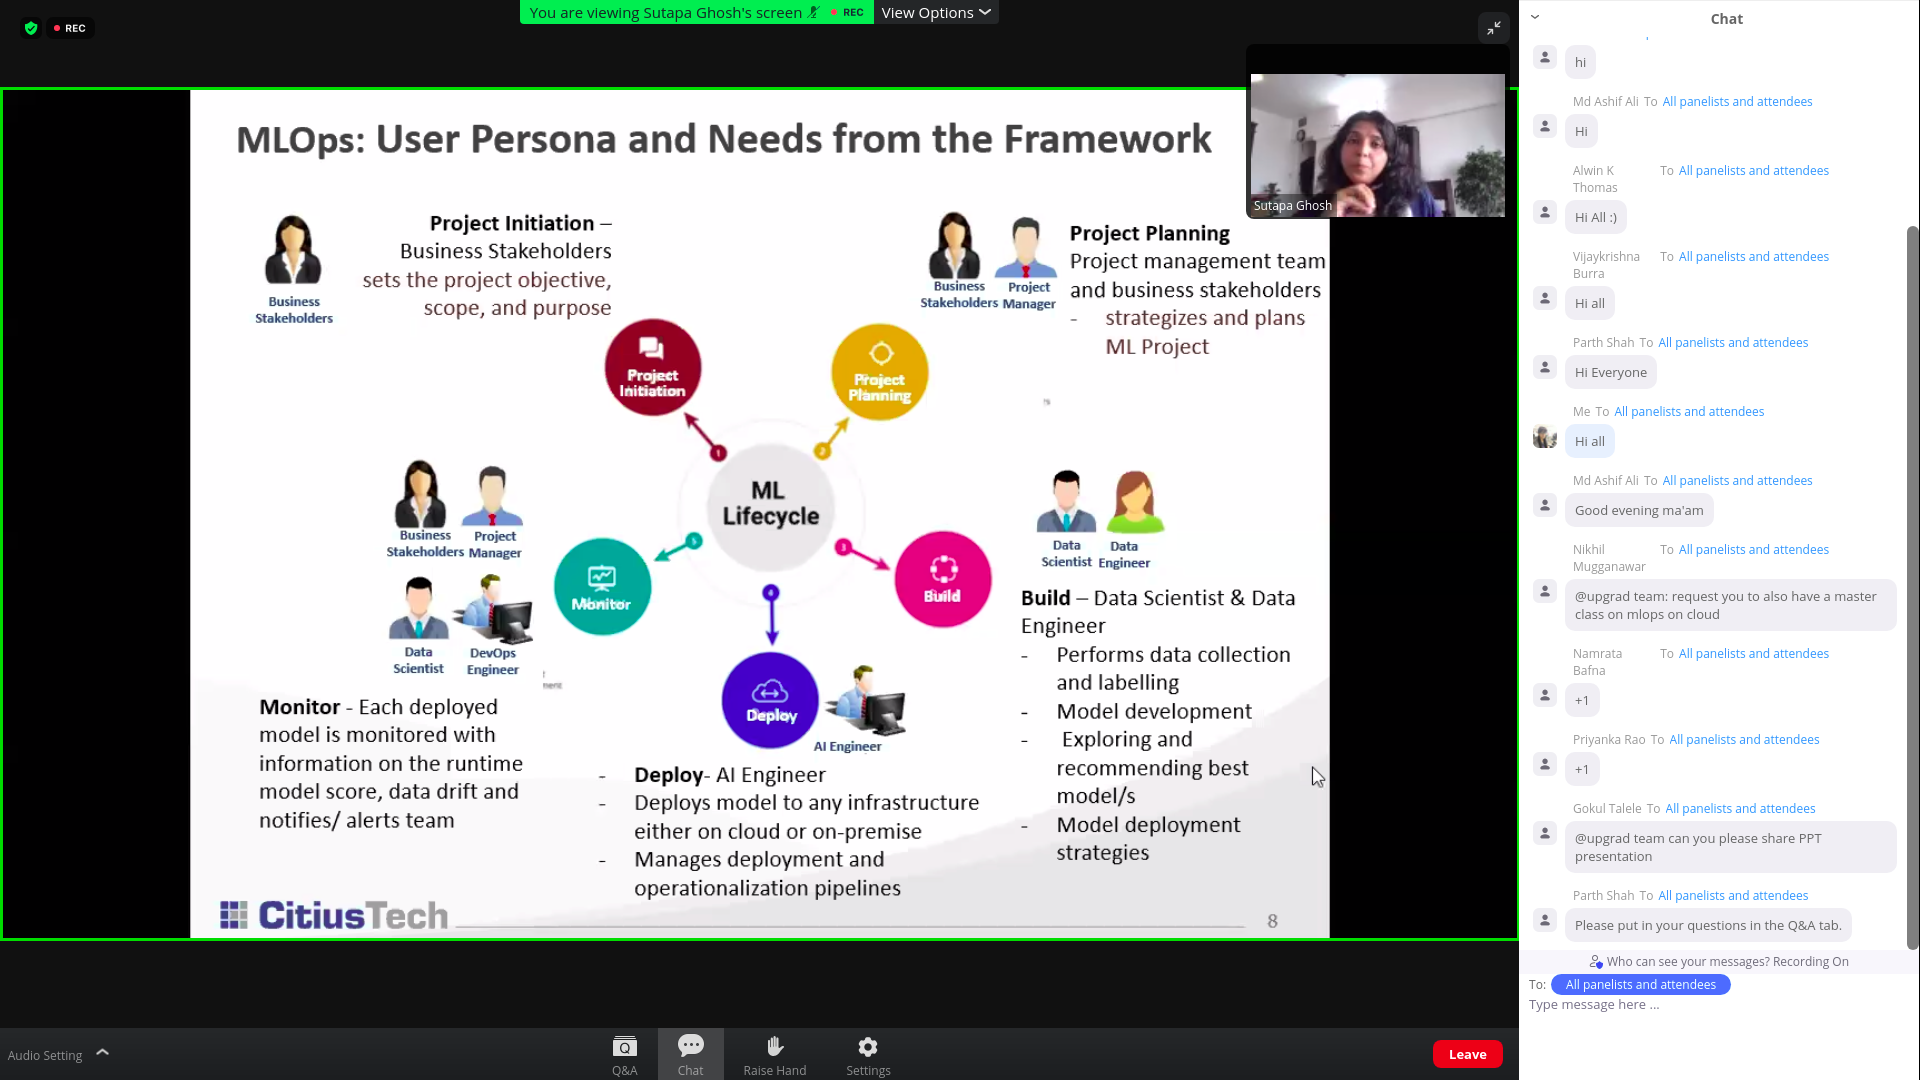 You are viewing Sutapa Ghosh's screen
REC
View Options
REC
MLOps: User Persona and Needs from the Framework
Sutapa Ghosh
Business
Stakeholders
Project Initiation –
Business Stakeholders
sets the project objective,
scope, and purpose
Business
Stakeholders
Project
Manager
Project Planning
Project management team
and business stakeholders
- strategizes and plans
ML Project
Project
Initiation
Project
Planning
1
2
ML
Lifecycle
3
4
5
Monitor
Build
Deploy
Business
Stakeholders
Project
Manager
Data
Scientist
DevOps
Engineer
Data
Scientist
Data
Engineer
Build – Data Scientist & Data
Engineer
- Performs data collection
and labelling
- Model development
- Exploring and
recommending best
model/s
- Model deployment
strategies
Monitor - Each deployed
model is monitored with
information on the runtime
model score, data drift and
notifies/ alerts team
AI Engineer
- Deploy- AI Engineer
- Deploys model to any infrastructure
either on cloud or on-premise
- Manages deployment and
operationalization pipelines
CitiusTech
8
Audio Setting
Q&A
Chat
Raise Hand
Settings
Leave
Chat
hi
Md Ashif Ali To All panelists and attendees
Hi
Alwin K
Thomas
To All panelists and attendees
Hi All :)
Vijaykrishna
Burra
To All panelists and attendees
Hi all
Parth Shah To All panelists and attendees
Hi Everyone
Me To All panelists and attendees
Hi all
Md Ashif Ali To All panelists and attendees
Good evening ma'am
Nikhil
Mugganawar
To All panelists and attendees
@upgrad team: request you to also have a master
class on mlops on cloud
Namrata
Bafna
To All panelists and attendees
+1
Priyanka Rao To All panelists and attendees
+1
Gokul Talele To All panelists and attendees
@upgrad team can you please share PPT
presentation
Parth Shah To All panelists and attendees
Please put in your questions in the Q&A tab.
Who can see your messages? Recording On
To: All panelists and attendees
Type message here ...